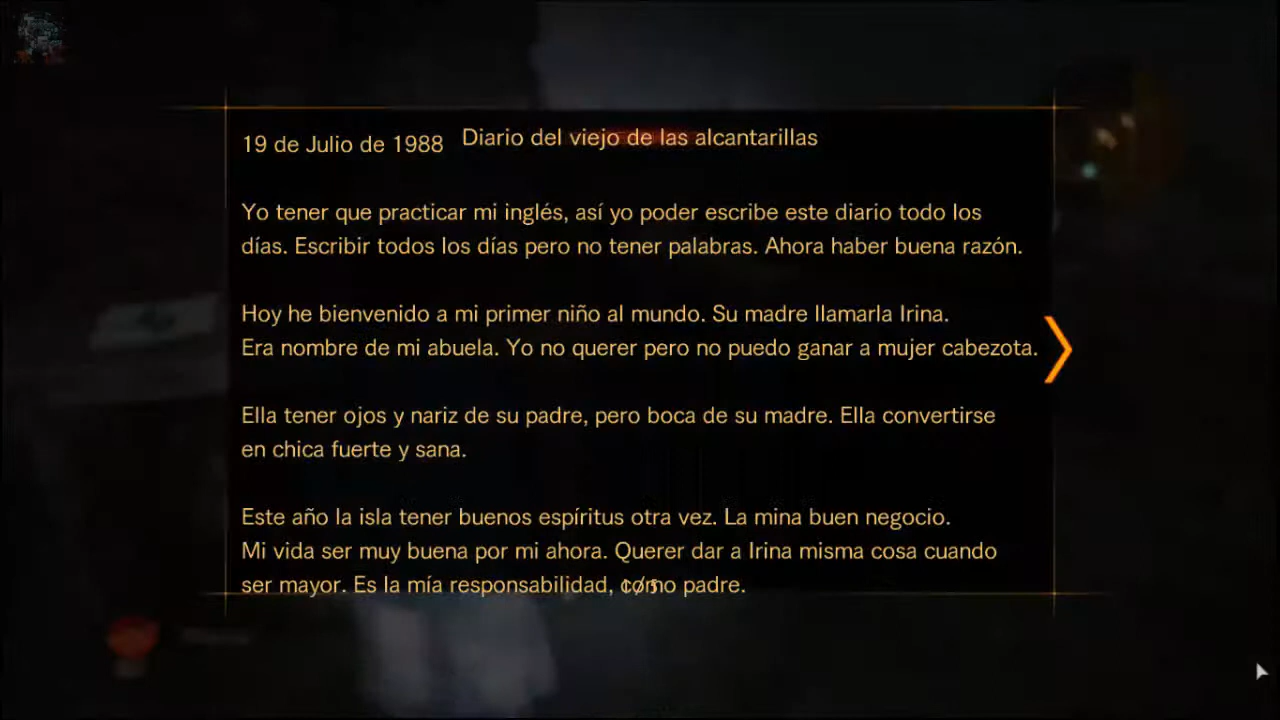 Diario del viejo de las alcantarillas
19 de Julio de 1988
Yo tener que practicar mi inglés, así yo poder escribe este diario todo los
días. Escribir todos los días pero no tener palabras. Ahora haber buena razón.
Hoy he bienvenido a mi primer niño al mundo. Su madre llamarla Irina.
Era nombre de mi abuela. Yo no querer pero no puedo ganar a mujer cabezota.
Ella tener ojos y nariz de su padre, pero boca de su madre. Ella convertirse
en chica fuerte y sana.
Este año la isla tener buenos espíritus otra vez. La mina buen negocio.
Mi vida ser muy buena por mi ahora. Querer dar a Irina misma cosa cuando
ser mayor. Es la mía responsabilidad, como padre.
1/5